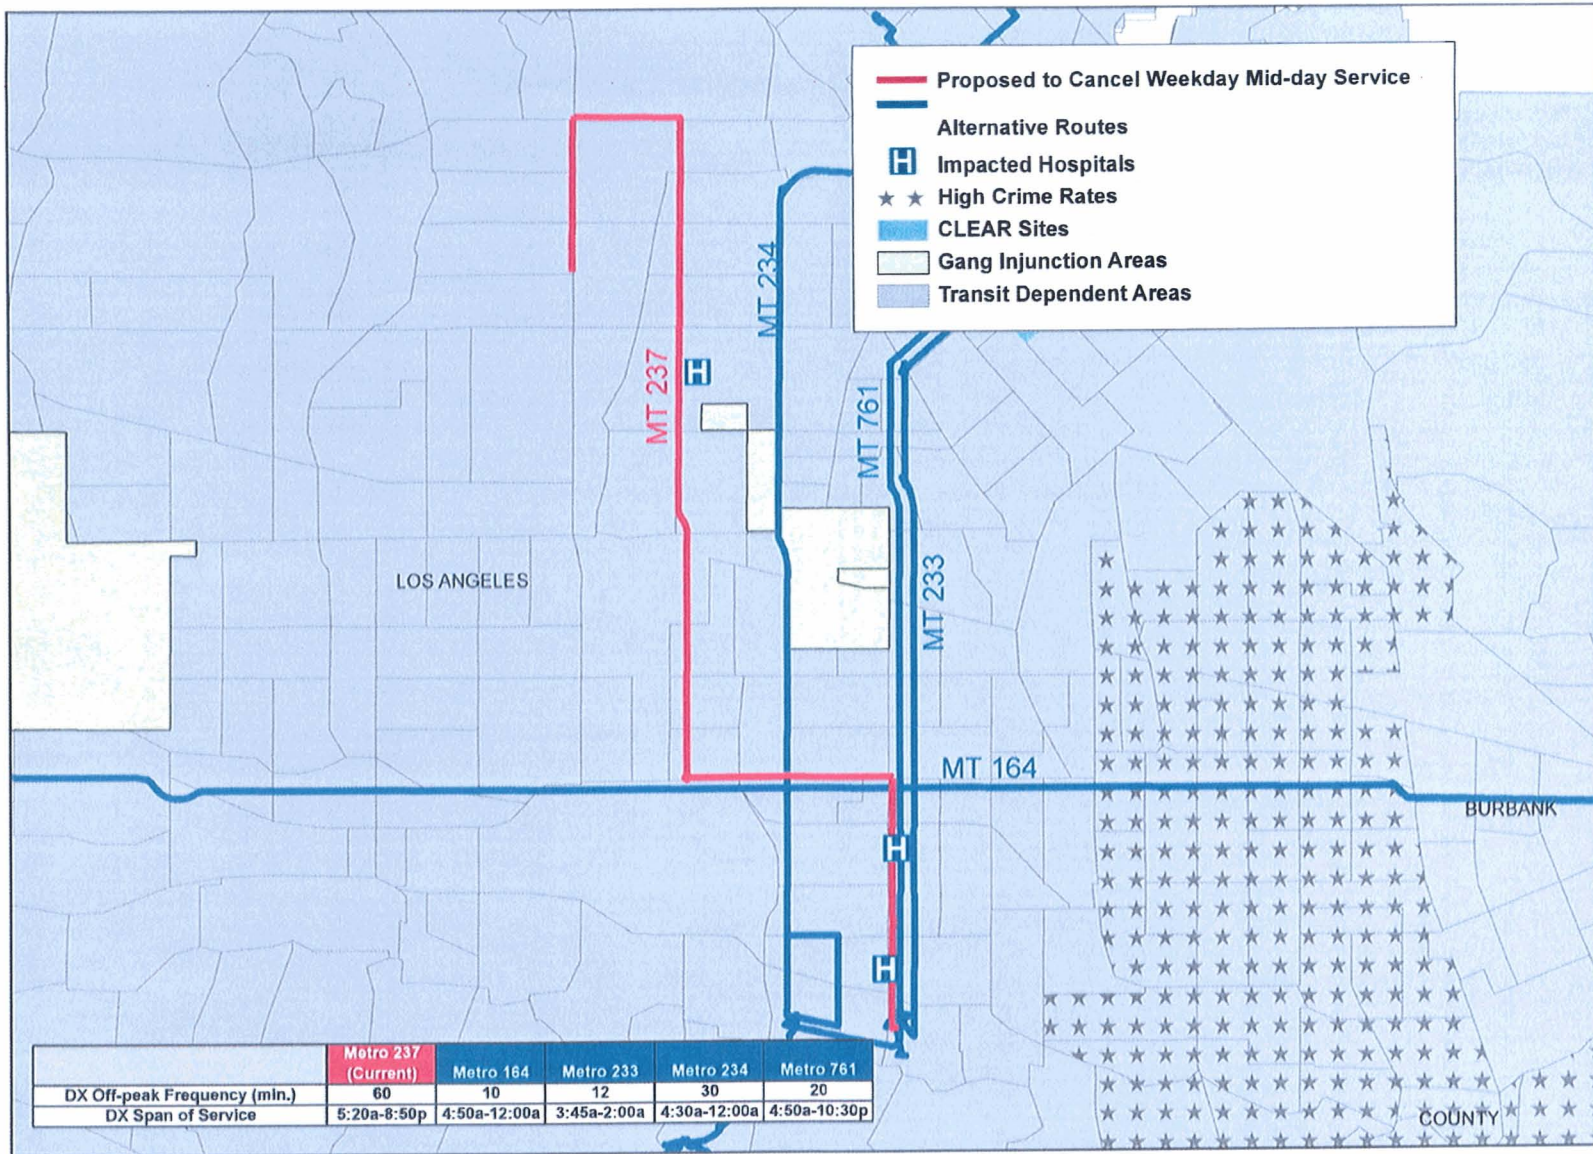 Proposed to Cancel Weekday Mid-day Service
Alternative Routes
H Impacted Hospitals
High Crime Rates
CLEAR Sites
Gang Injunction Areas
Transit Dependent Areas
MT 234
MT 237
H
MT 761
MT 233
LOS ANGELES
MT 164
BURBANK
H
H
Metro 237 (Current) Metro 164 Metro 233 Metro 234 Metro 761
DX Off-peak Frequency (min.) 60 10 12 30 20
DX Span of Service 5:20a-8:50p 4:50a-12:00a 3:45a-2:00a 4:30a-12:00a 4:50a-10:30p
COUNTY